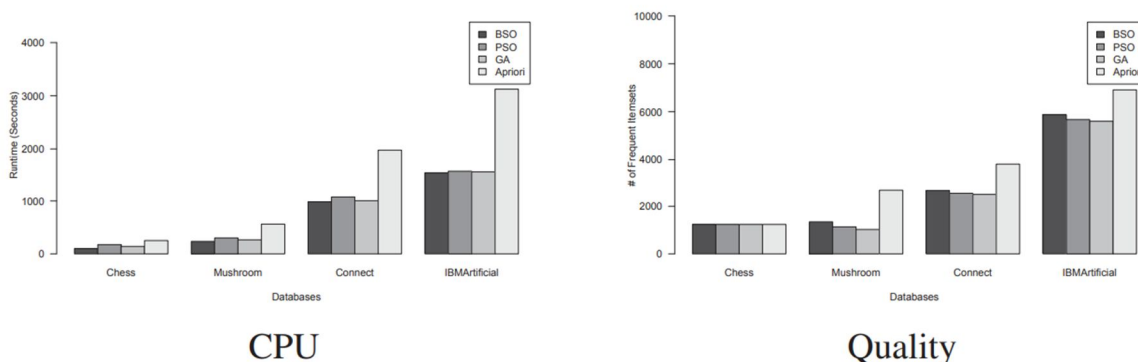 4000
3000
2000
1000
0
Runtime (Seconds)
BSO
PSO
GA
Apriori
Chess
Mushroom
Connect
IBMArtificial
Databases
CPU
10000
8000
6000
4000
2000
0
# of Frequent Itemsets
BSO
PSO
GA
Apriori
Chess
Mushroom
Connect
IBMArtificial
Databases
Quality